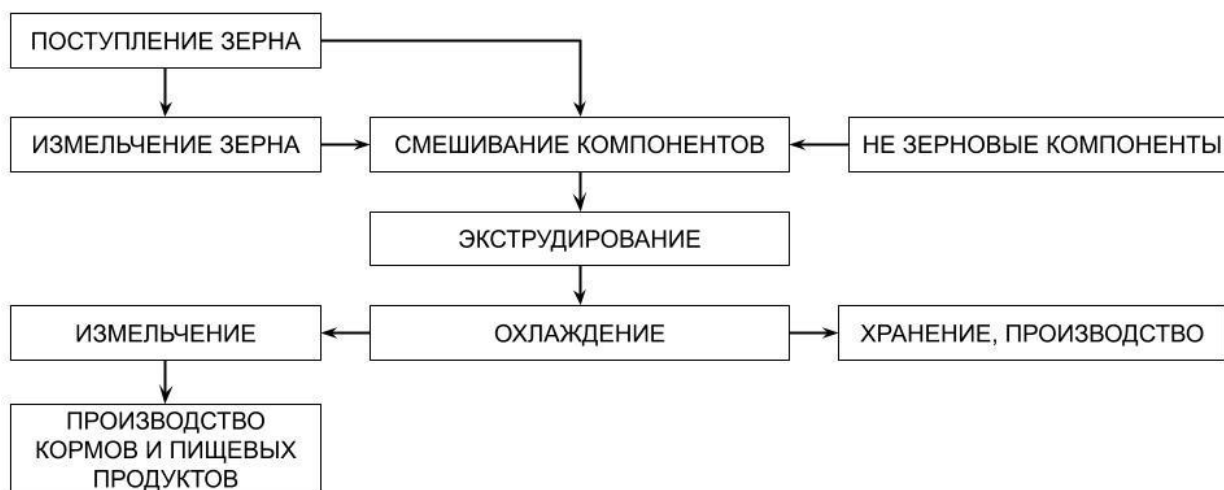 ПОСТУПЛЕНИЕ ЗЕРНА
ИЗМЕЛЬЧЕНИЕ ЗЕРНА
СМЕШИВАНИЕ КОМПОНЕНТОВ
НЕ ЗЕРНОВЫЕ КОМПОНЕНТЫ
ЭКСТРУДИРОВАНИЕ
ИЗМЕЛЬЧЕНИЕ
ОХЛАЖДЕНИЕ
ХРАНЕНИЕ, ПРОИЗВОДСТВО
ПРОИЗВОДСТВО
КОРМОВ И ПИЩЕВЫХ
ПРОДУКТОВ